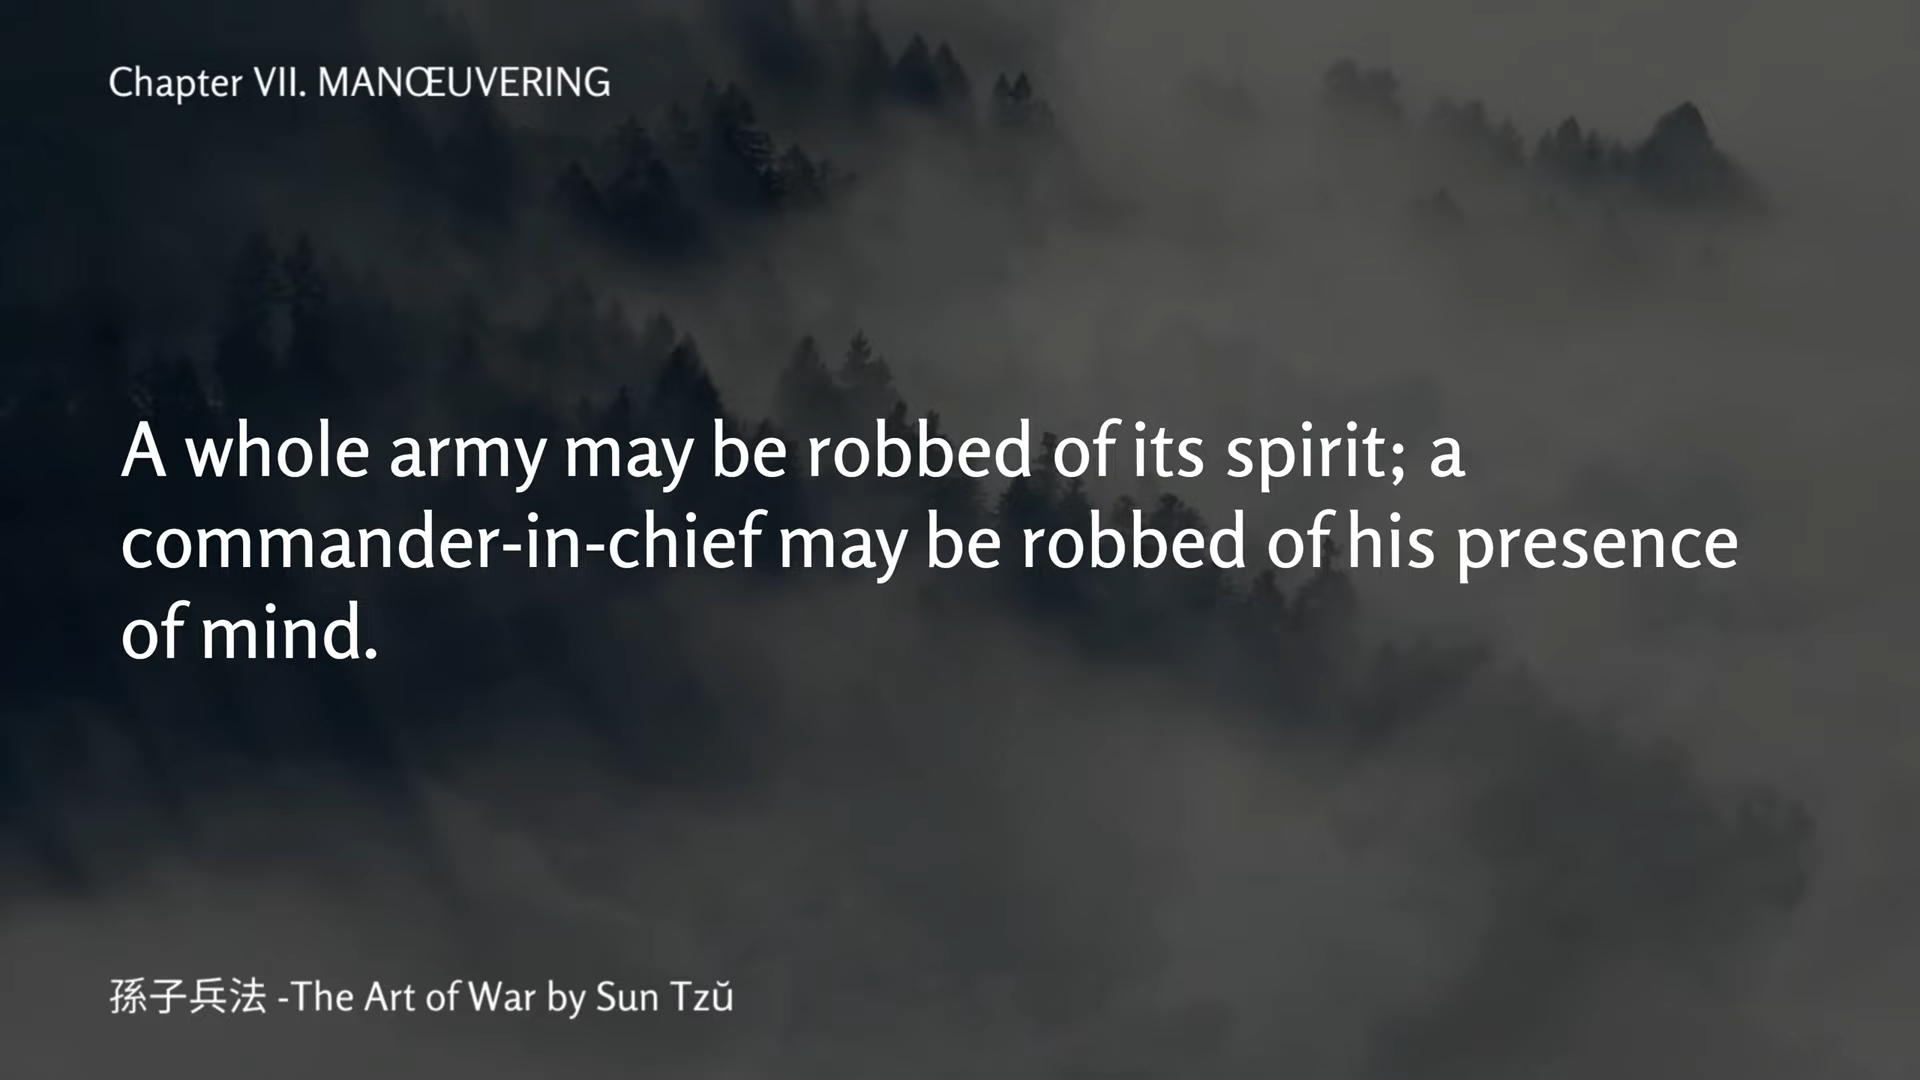 Chapter VII. MANŒUVERING
A whole army may be robbed of its spirit; a
commander-in-chief may be robbed of his presence
of mind.
孫子兵法 -The Art of War by Sun Tzŭ